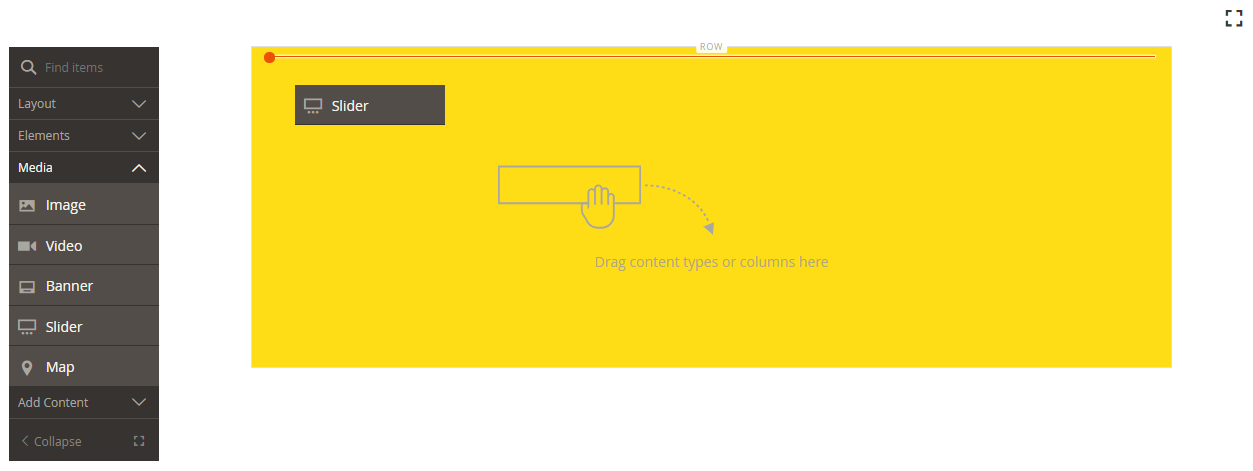 Find items
Layout
Elements
Media
Image
Video
Banner
Slider
Map
Add Content
Collapse
ROW
Slider
Drag content types or columns here